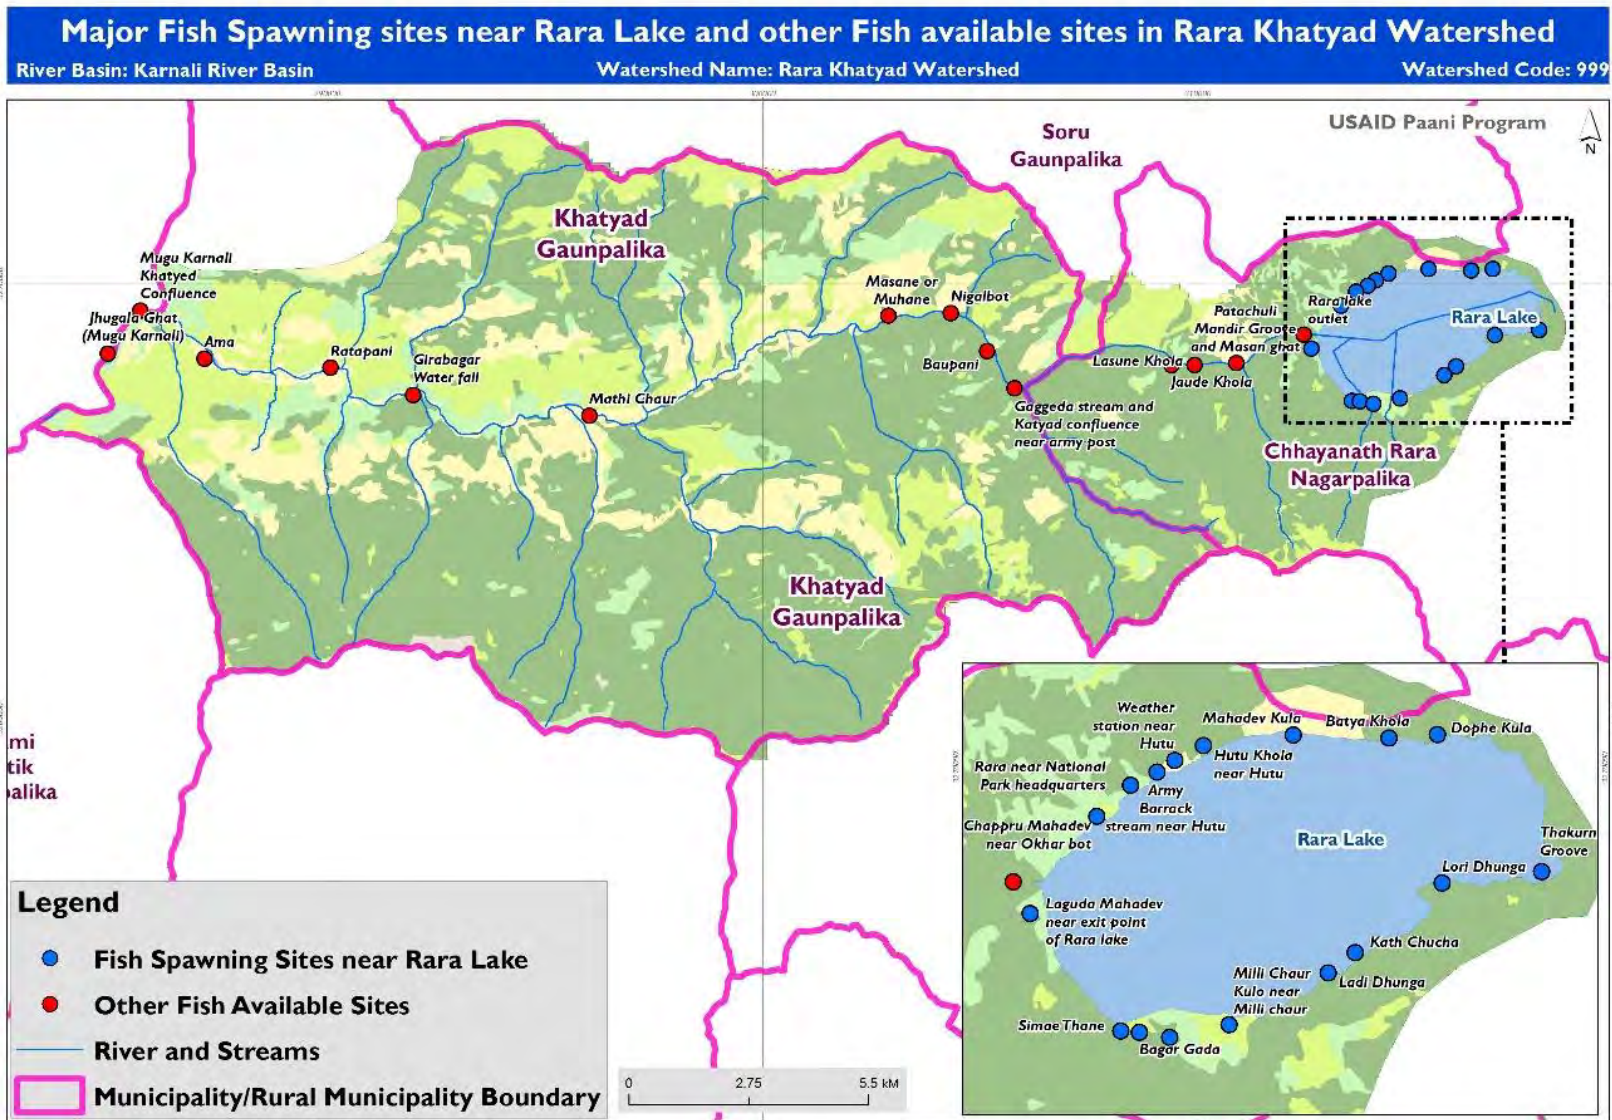 Major Fish Spawning sites near Rara Lake and other Fish available sites in Rara Khatyad Watershed
River Basin: Karnali River Basin
Watershed Name: Rara Khatyad Watershed
Watershed Code: 999
USAID Paani Program
N
Soru
Gaunpalika
Khatyad
Gaunpalika
Mugu Karnali
Khatyed
Confluence
Jhugala Ghat
(Mugu Karnali)
Ama
Ratapani
Girabagar
Water fall
Mathi Chaur
Masane or
Muhane
Nigalbot
Baupani
Gaggeda stream and
Katyad confluence
near army post
Lasune Khola
Jaude Khola
Patachuli
Mandir Groove
and Masan ghat
Rara lake
outlet
Rara Lake
Chhayanath Rara
Nagarpalika
Khatyad
Gaunpalika
mi
tik
palika
Weather
station near
Hutu
Mahadev Kula
Batya Khola
Dophe Kula
Hutu Khola
near Hutu
Rara near National
Park headquarters
Army
Barrack
stream near Hutu
Chappru Mahadev
near Okhar bot
Rara Lake
Thakurn
Groove
Lori Dhunga
Laguda Mahadev
near exit point
of Rara lake
Kath Chucha
Ladi Dhunga
Milli Chaur
Kulo near
Milli chaur
Simae Thane
Bagar Gada
Legend
Fish Spawning Sites near Rara Lake
Other Fish Available Sites
River and Streams
Municipality/Rural Municipality Boundary
0 2.75 5.5 kM